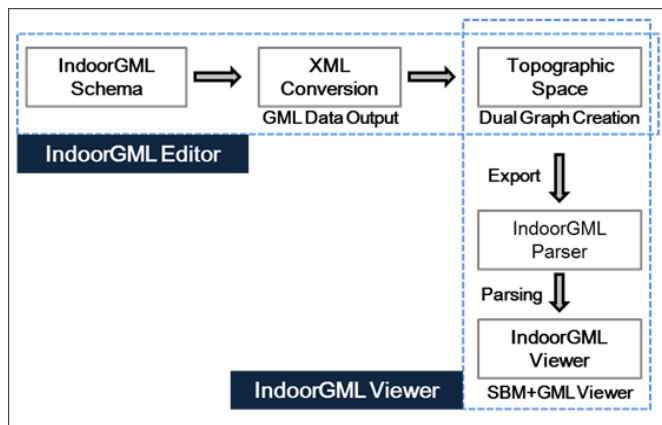 IndoorGML
Schema
XML
Conversion
Topographic
Space
GML Data Output
Dual Graph Creation
IndoorGML Editor
Export
IndoorGML
Parser
Parsing
IndoorGML
Viewer
IndoorGML Viewer
SBM+GML Viewer